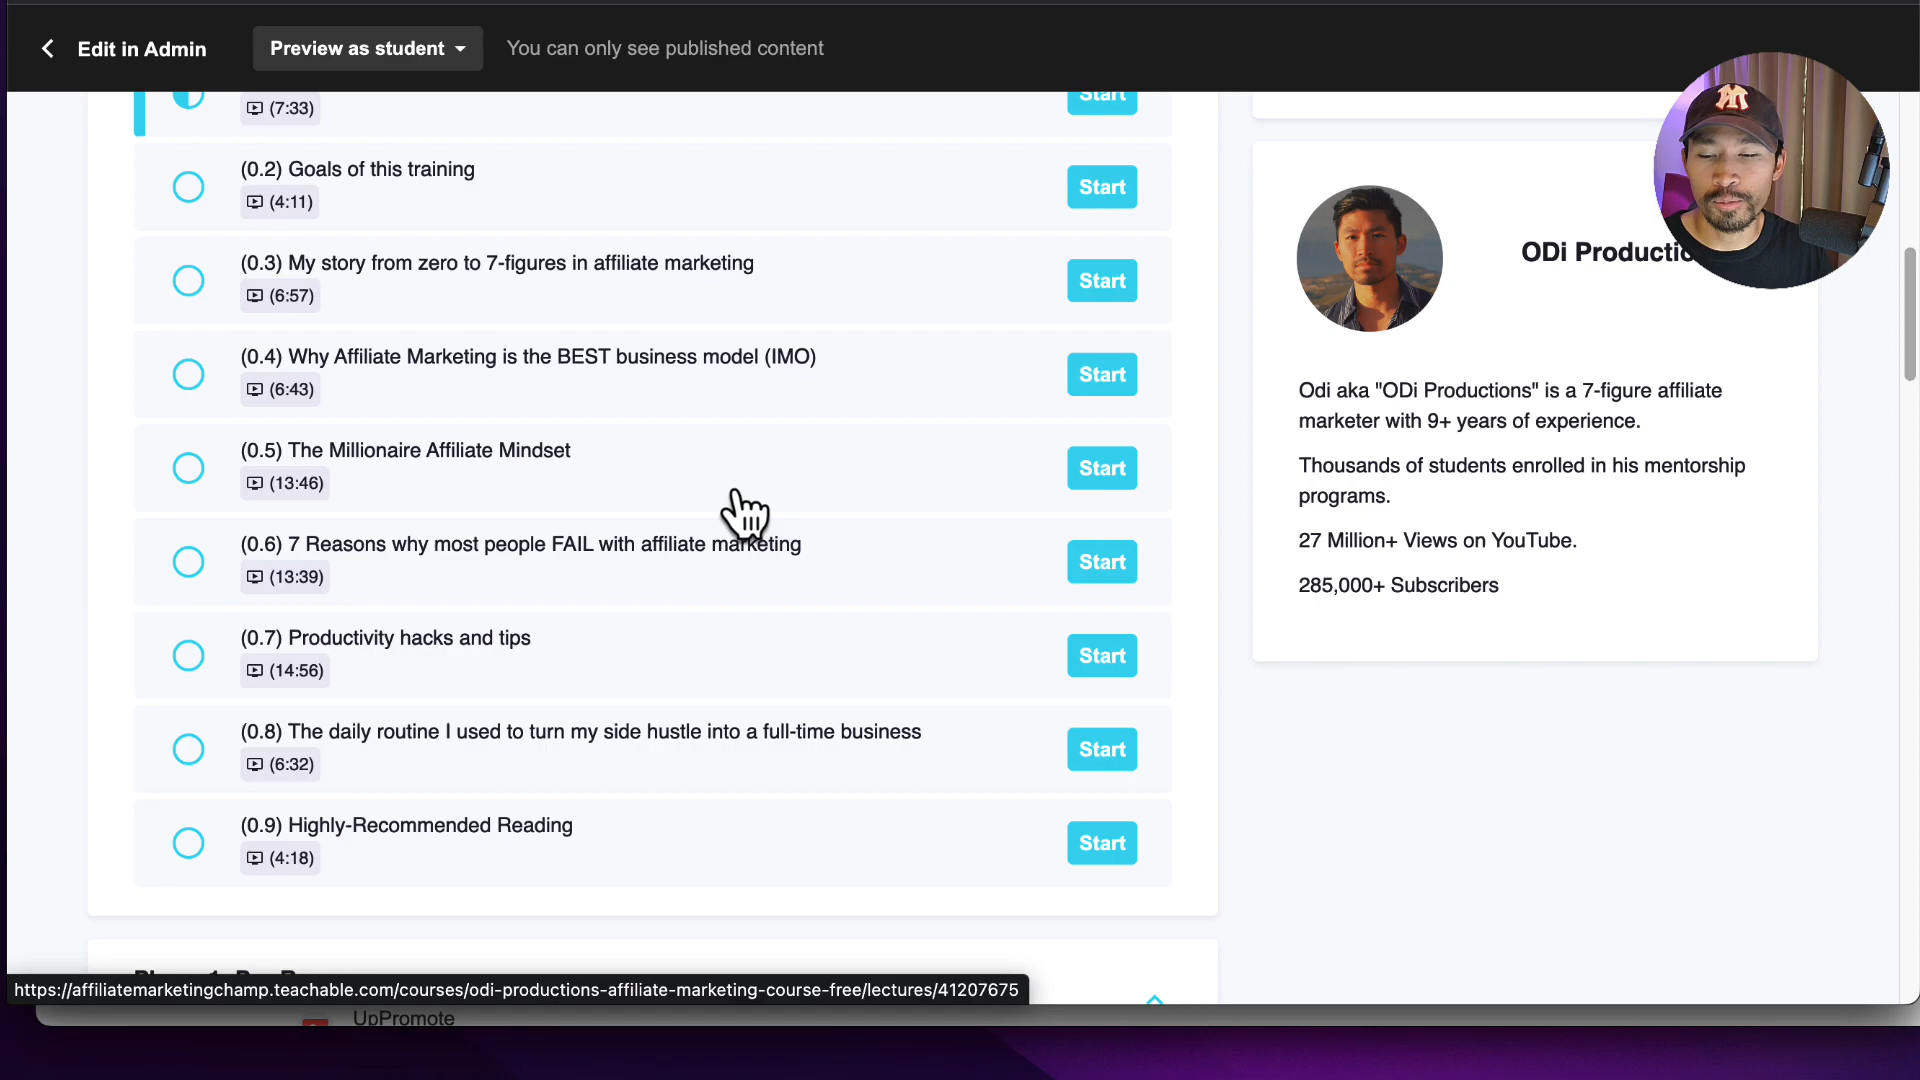 Edit in Admin
Preview as student
You can only see published content
(7:33)
Start
(0.2) Goals of this training
(4:11)
Start
(0.3) My story from zero to 7-figures in affiliate marketing
(6:57)
Start
(0.4) Why Affiliate Marketing is the BEST business model (IMO)
(6:43)
Start
(0.5) The Millionaire Affiliate Mindset
(13:46)
Start
(0.6) 7 Reasons why most people FAIL with affiliate marketing
(13:39)
Start
(0.7) Productivity hacks and tips
(14:56)
Start
(0.8) The daily routine I used to turn my side hustle into a full-time business
(6:32)
Start
(0.9) Highly-Recommended Reading
(4:18)
Start
ODi Productio
Odi aka "ODi Productions" is a 7-figure affiliate
marketer with 9+ years of experience.
Thousands of students enrolled in his mentorship
programs.
27 Million+ Views on YouTube.
285,000+ Subscribers
https://affiliatemarketingchamp.teachable.com/courses/odi-productions-affiliate-marketing-course-free/lectures/41207675
UpPromote